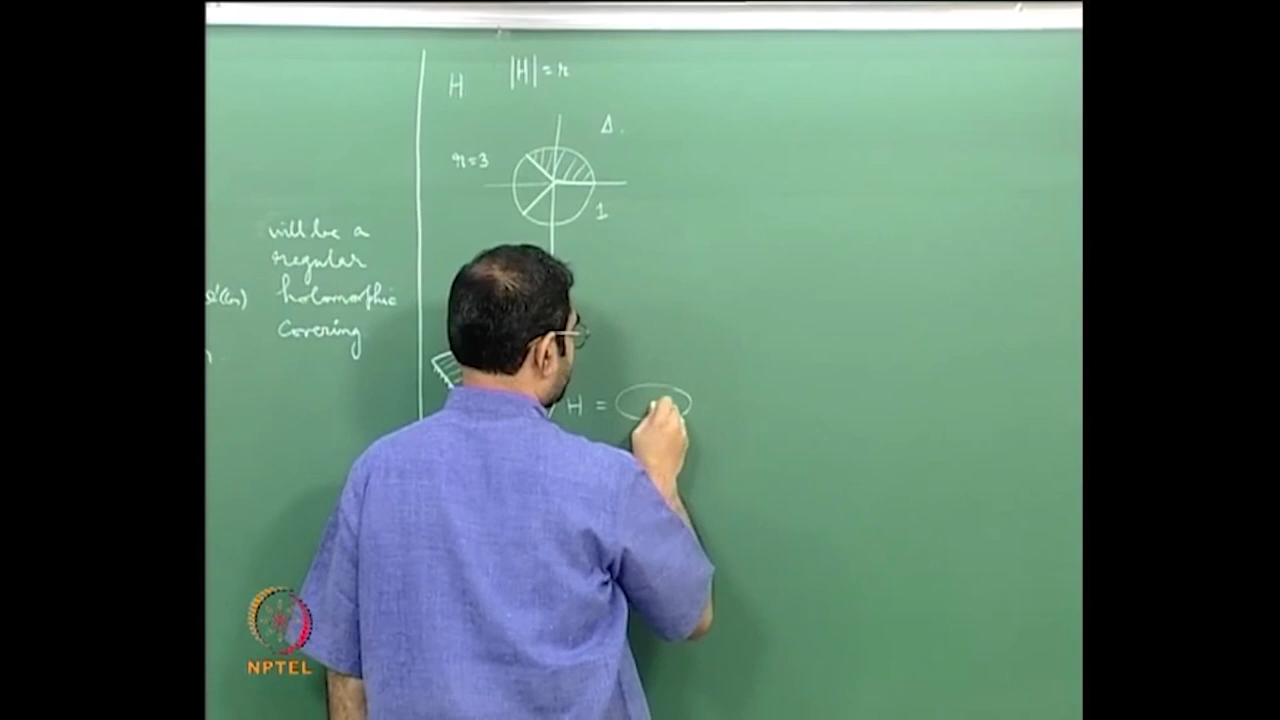 will be a
regular
holomorphic
covering
H |H| = r
Δ.
r=3
1
H =
NPTEL